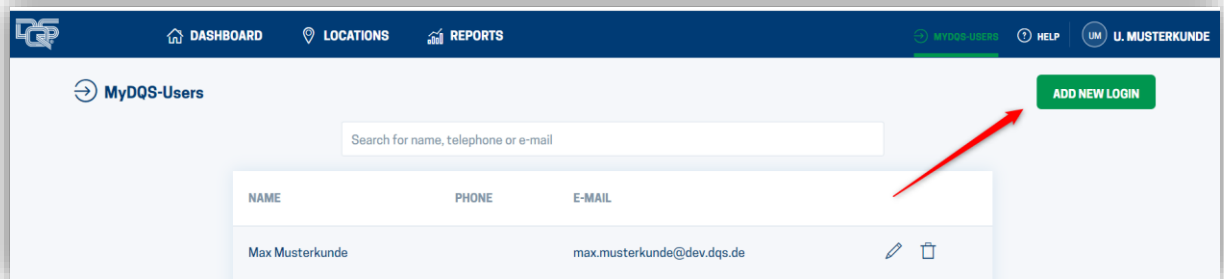 DQS
DASHBOARD LOCATIONS REPORTS MYDQS-USERS ? HELP UM U. MUSTERKUNDE
MyDQS-Users ADD NEW LOGIN
Search for name, telephone or e-mail
NAME PHONE E-MAIL
Max Musterkunde max.musterkunde@dev.dqs.de